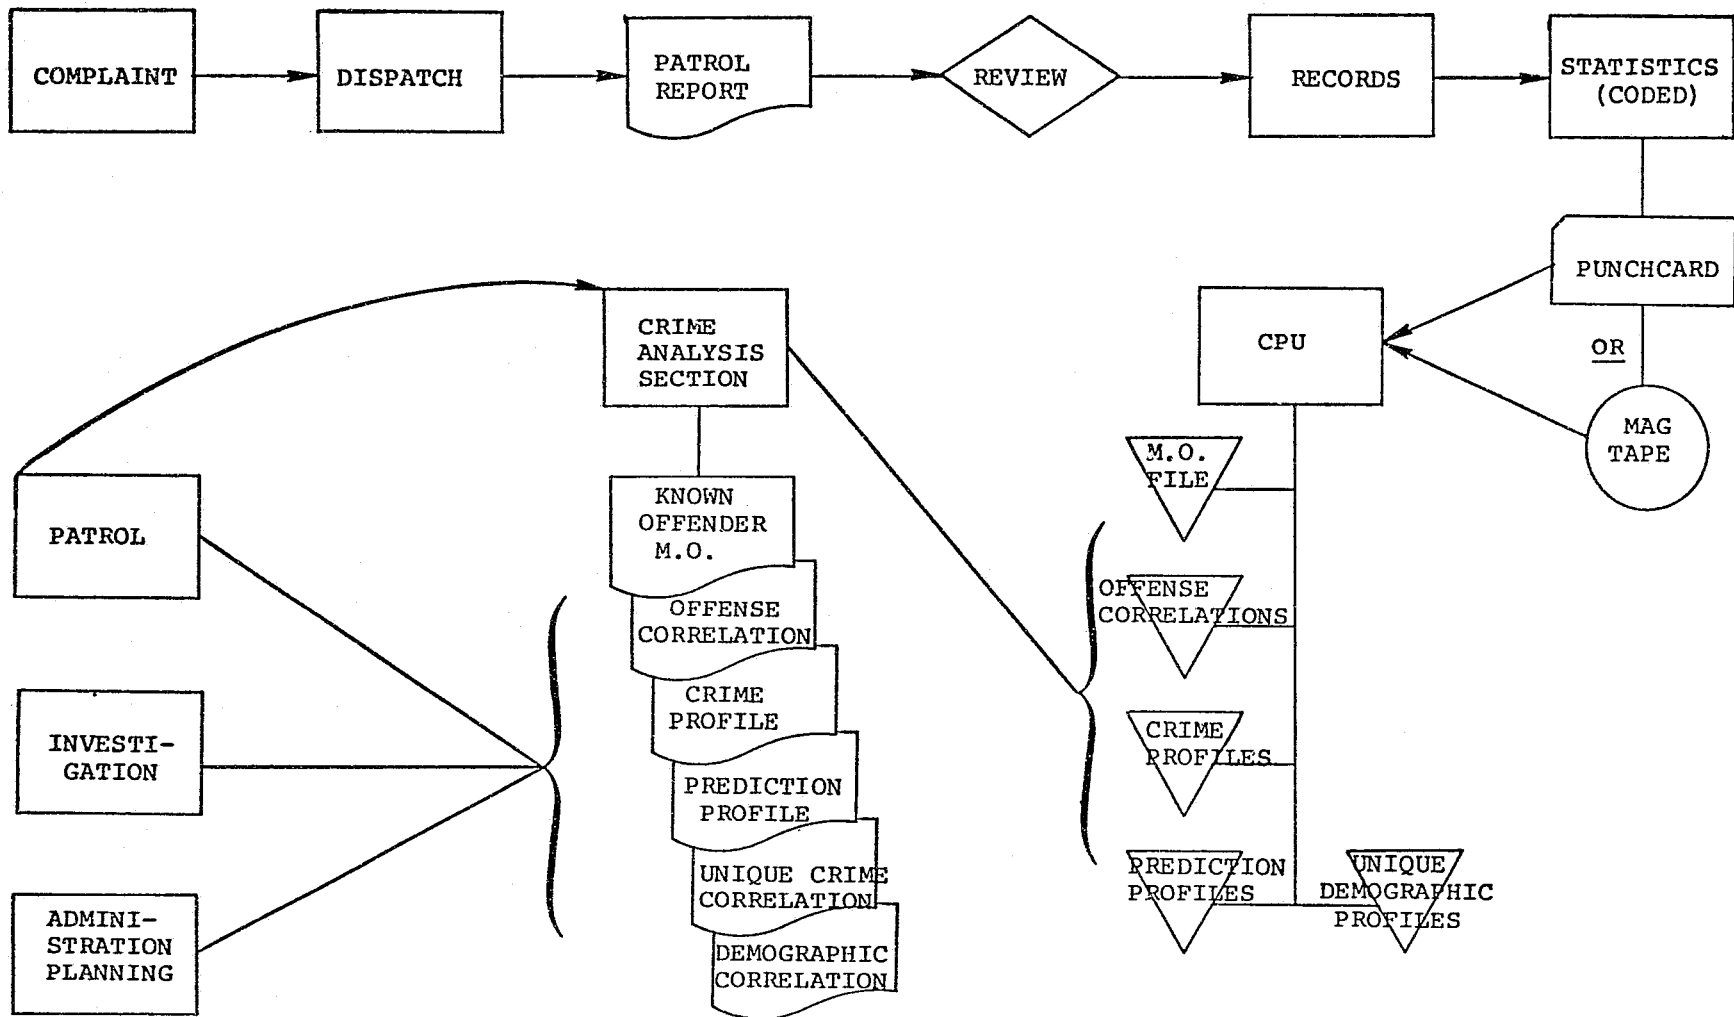 COMPLAINT
DISPATCH
PATROL
REPORT
REVIEW
RECORDS
STATISTICS
(CODED)
PUNCHCARD
OR
MAG
TAPE
CPU
M.O.
FILE
OFFENSE
CORRELATIONS
CRIME
PROFILES
PREDICTION
PROFILES
UNIQUE
DEMOGRAPHIC
PROFILES
CRIME
ANALYSIS
SECTION
KNOWN
OFFENDER
M.O.
OFFENSE
CORRELATION
CRIME
PROFILE
PREDICTION
PROFILE
UNIQUE CRIME
CORRELATION
DEMOGRAPHIC
CORRELATION
PATROL
INVESTI-
GATION
ADMINI-
STRATION
PLANNING